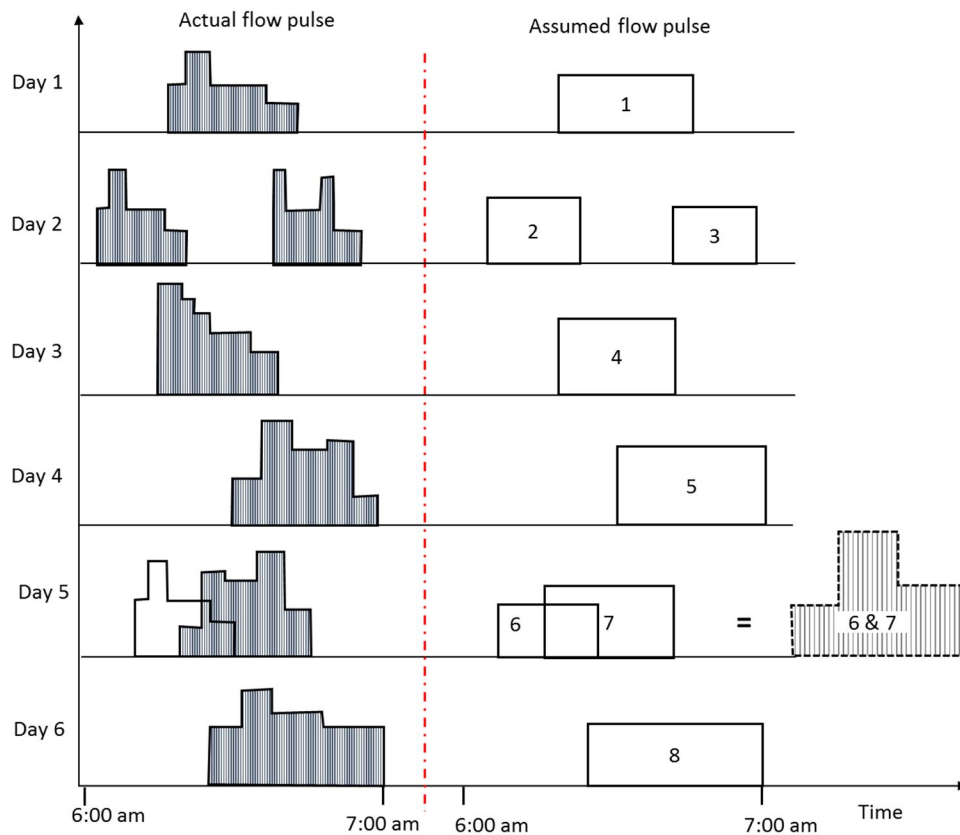 Actual flow pulse
Assumed flow pulse
Day 1
1
Day 2
2
3
Day 3
4
Day 4
5
Day 5
6
7
=
6 & 7
Day 6
8
6:00 am
7:00 am
6:00 am
7:00 am
Time